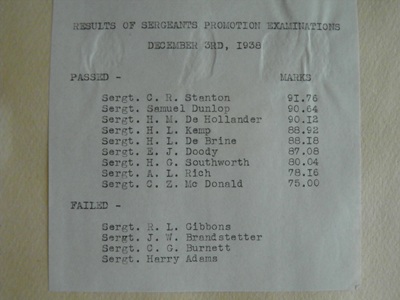 RESULTS OF SERGEANTS PROMOTION EXAMINATIONS
DECEMBER 3RD, 1938
PASSED - MARKS
Sergt. C. R. Stanton 91.76
Sergt. Samuel Dunlop 90.64
Sergt. H. M. De Hollander 90.12
Sergt. H. L. Kemp 88.92
Sergt. H. L. De Brine 88.18
Sergt. E. J. Doody 87.08
Sergt. H. G. Southworth 80.04
Sergt. A. L. Hich 78.16
Sergt. C. Z. Mc Donald 75.00
FAILED -
Sergt. R. L. Gibbons
Sergt. J. W. Brandstetter
Sergt. C. G. Burnett
Sergt. Harry Adams